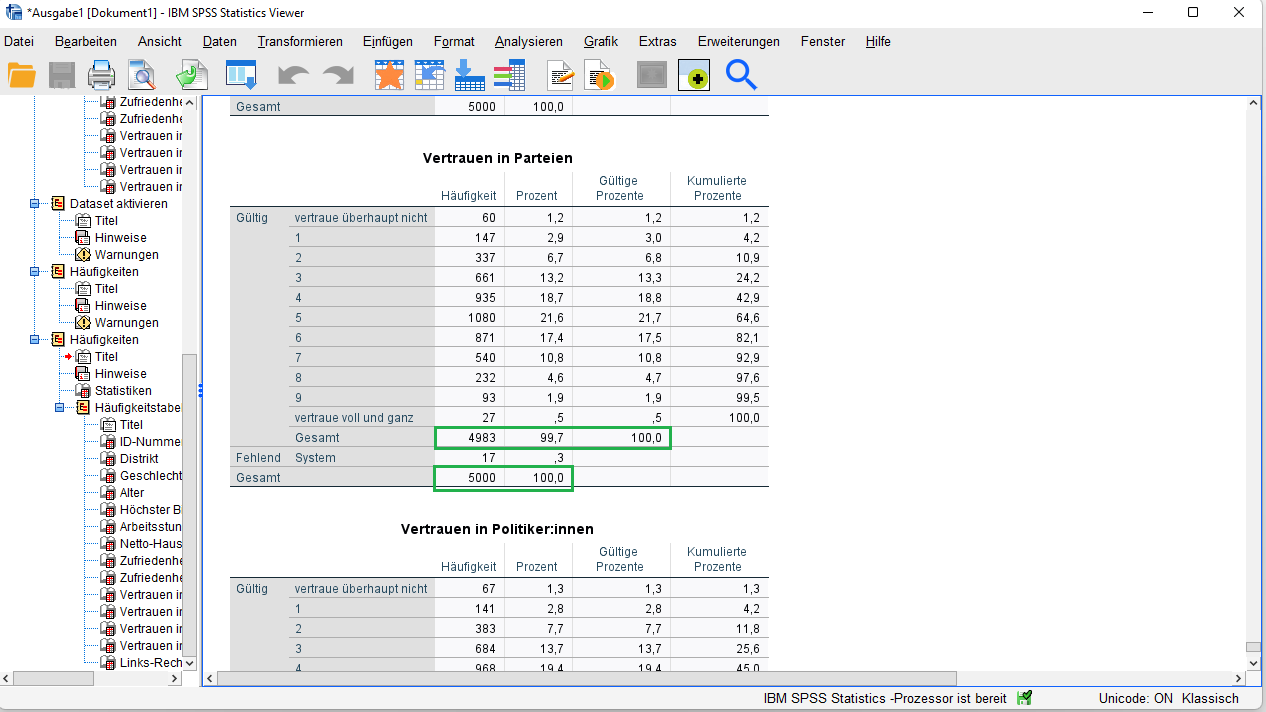 *Ausgabe1 [Dokument1] - IBM SPSS Statistics Viewer
Datei Bearbeiten Ansicht Daten Transformieren Einfügen Format Analysieren Grafik Extras Erweiterungen Fenster Hilfe
Zufriedenhe
Zufriedenhe
Vertrauen in
Vertrauen in
Vertrauen in
Vertrauen in
Dataset aktivieren
Titel
Hinweise
Warnungen
Häufigkeiten
Titel
Hinweise
Warnungen
Häufigkeiten
Titel
Hinweise
Statistiken
Häufigkeitstabe
Titel
ID-Numme
Distrikt
Geschlecht
Alter
Höchster B
Arbeitsstun
Netto-Haus
Zufriedenhe
Zufriedenhe
Vertrauen in
Vertrauen in
Vertrauen in
Vertrauen in
Links-Rech
Gesamt 5000 100,0
Vertrauen in Parteien
Häufigkeit Prozent Gültige Prozente Kumulierte Prozente
Gültig vertraue überhaupt nicht 60 1,2 1,2 1,2
1 147 2,9 3,0 4,2
2 337 6,7 6,8 10,9
3 661 13,2 13,3 24,2
4 935 18,7 18,8 42,9
5 1080 21,6 21,7 64,6
6 871 17,4 17,5 82,1
7 540 10,8 10,8 92,9
8 232 4,6 4,7 97,6
9 93 1,9 1,9 99,5
vertraue voll und ganz 27 ,5 ,5 100,0
Gesamt 4983 99,7 100,0
Fehlend System 17 ,3
Gesamt 5000 100,0
Vertrauen in Politiker:innen
Häufigkeit Prozent Gültige Prozente Kumulierte Prozente
Gültig vertraue überhaupt nicht 67 1,3 1,3 1,3
1 141 2,8 2,8 4,2
2 383 7,7 7,7 11,8
3 684 13,7 13,7 25,6
4 968 19,4 19,4 45,0
IBM SPSS Statistics -Prozessor ist bereit Unicode: ON Klassisch